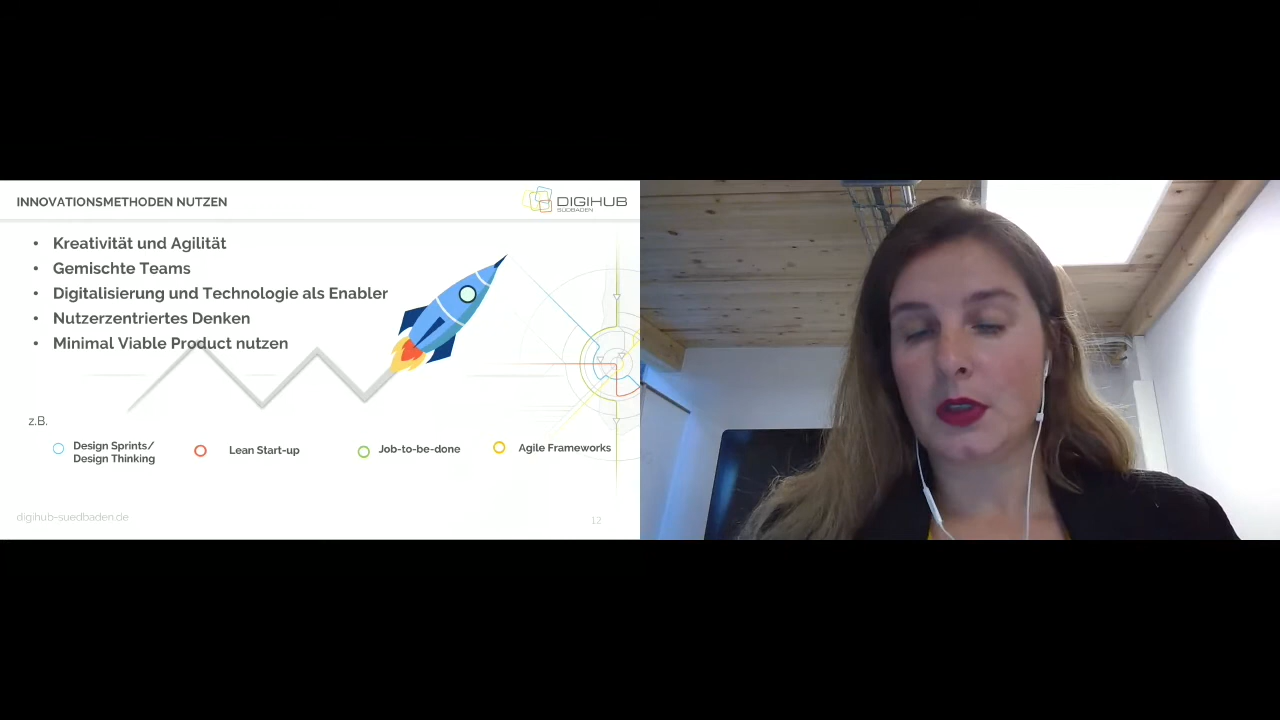 INNOVATIONSMETHODEN NUTZEN
DIGIHUB
SÜDBADEN
• Kreativität und Agilität
• Gemischte Teams
• Digitalisierung und Technologie als Enabler
• Nutzerzentriertes Denken
• Minimal Viable Product nutzen
z.B.
Design Sprints/
Design Thinking
Lean Start-up
Job-to-be-done
Agile Frameworks
digihub-suedbaden.de
12